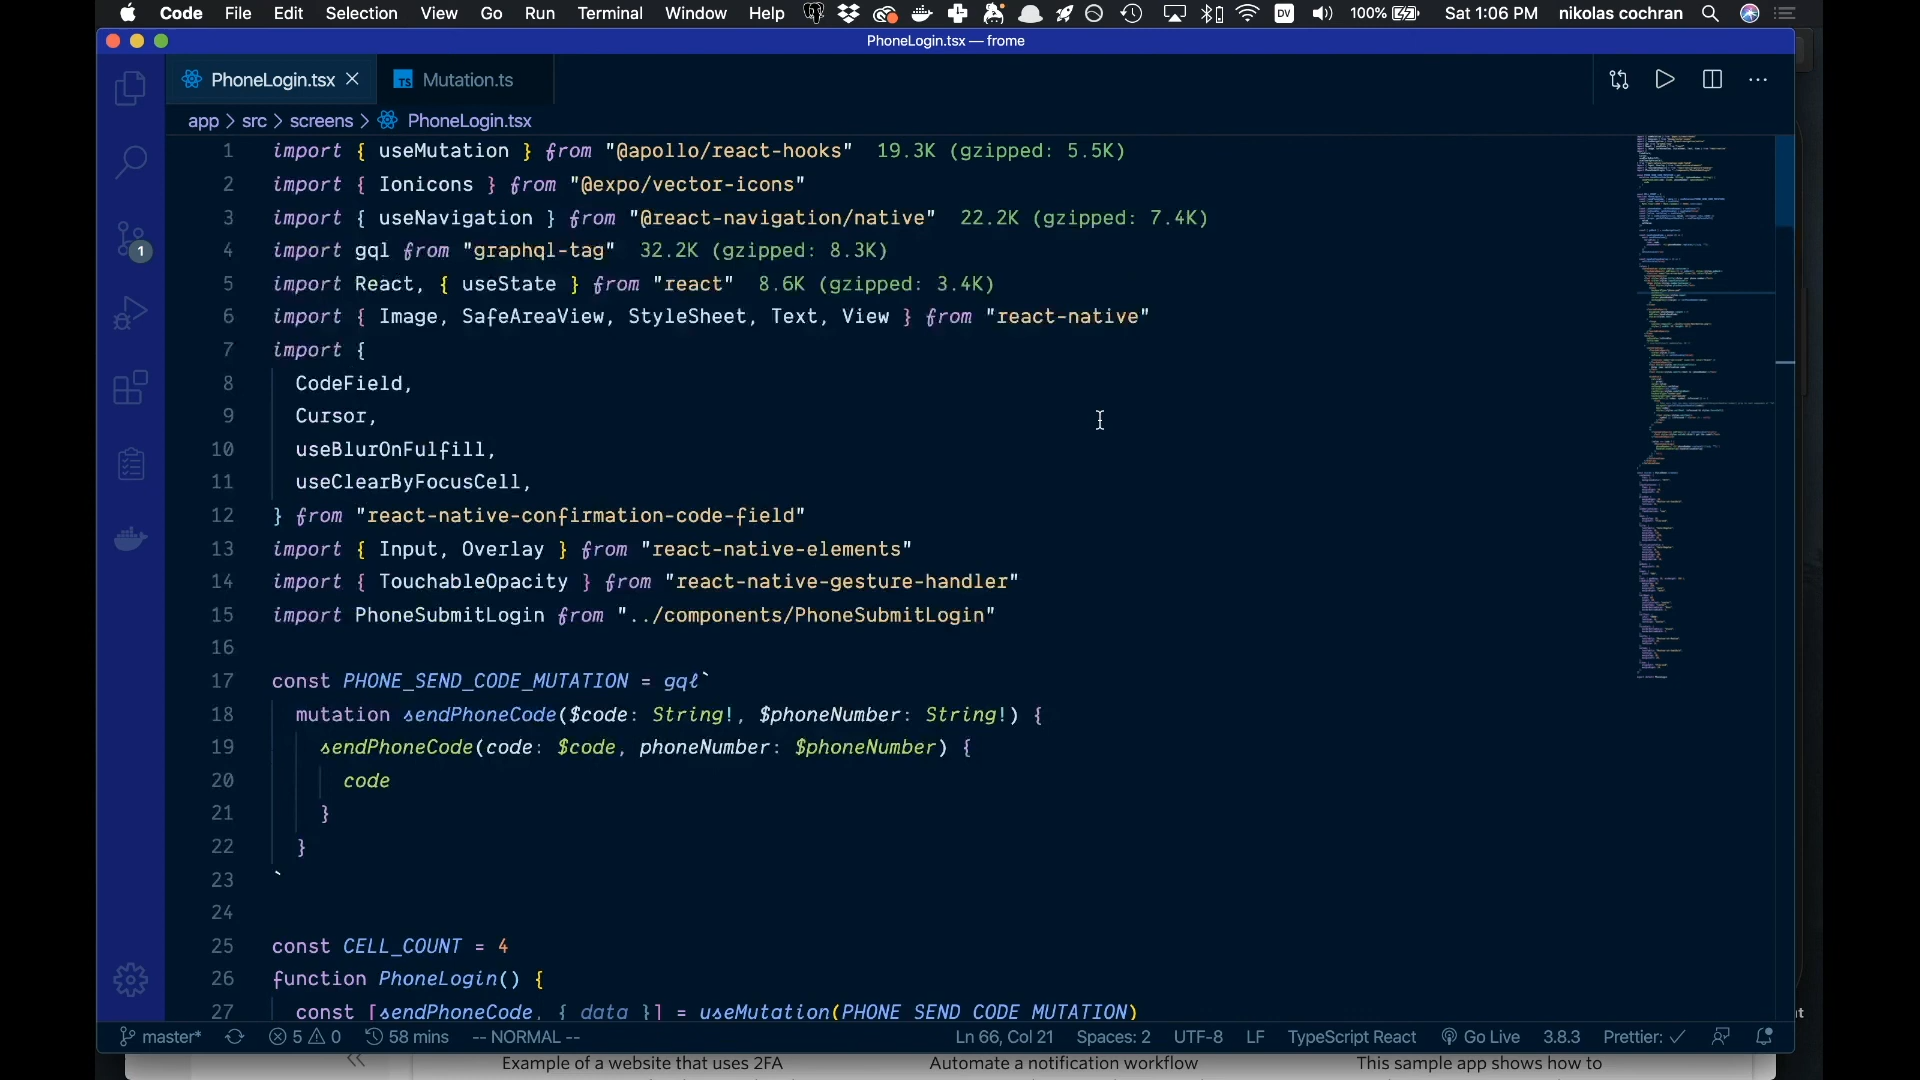 Code File Edit Selection View Go Run Terminal Window Help DV 100% Sat 1:06 PM nikolas cochran
PhoneLogin.tsx — frome
PhoneLogin.tsx TS Mutation.ts
app > src > screens > PhoneLogin.tsx
1 import { useMutation } from "@apollo/react-hooks" 19.3K (gzipped: 5.5K)
2 import { Ionicons } from "@expo/vector-icons"
3 import { useNavigation } from "@react-navigation/native" 22.2K (gzipped: 7.4K)
4 import gql from "graphql-tag" 32.2K (gzipped: 8.3K)
5 import React, { useState } from "react" 8.6K (gzipped: 3.4K)
6 import { Image, SafeAreaView, StyleSheet, Text, View } from "react-native"
7 import {
8 CodeField,
9 Cursor,
10 useBlurOnFulfill,
11 useClearByFocusCell,
12 } from "react-native-confirmation-code-field"
13 import { Input, Overlay } from "react-native-elements"
14 import { TouchableOpacity } from "react-native-gesture-handler"
15 import PhoneSubmitLogin from "../components/PhoneSubmitLogin"
16
17 const PHONE_SEND_CODE_MUTATION = gql`
18 mutation sendPhoneCode($code: String!, $phoneNumber: String!) {
19 sendPhoneCode(code: $code, phoneNumber: $phoneNumber) {
20 code
21 }
22 }
23 `
24
25 const CELL_COUNT = 4
26 function PhoneLogin() {
27 const [sendPhoneCode, { data }] = useMutation(PHONE_SEND_CODE_MUTATION)
1
master* 5 0 58 mins -- NORMAL -- Ln 66, Col 21 Spaces: 2 UTF-8 LF TypeScript React Go Live 3.8.3 Prettier: ✓
Example of a website that uses 2FA Automate a notification workflow This sample app shows how to